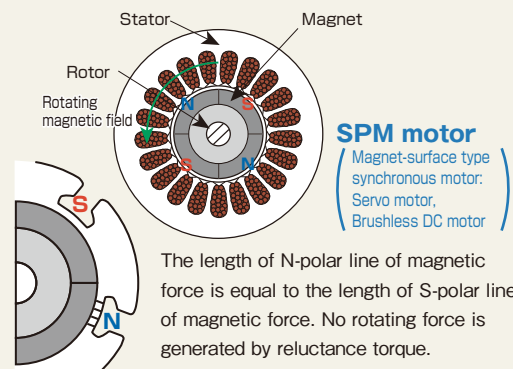 Stator
Magnet
Rotor
Rotating
magnetic field
N
S
S
N
SPM motor
Magnet-surface type
synchronous motor:
Servo motor,
Brushless DC motor
S
N
The length of N-polar line of magnetic
force is equal to the length of S-polar line
of magnetic force. No rotating force is
generated by reluctance torque.